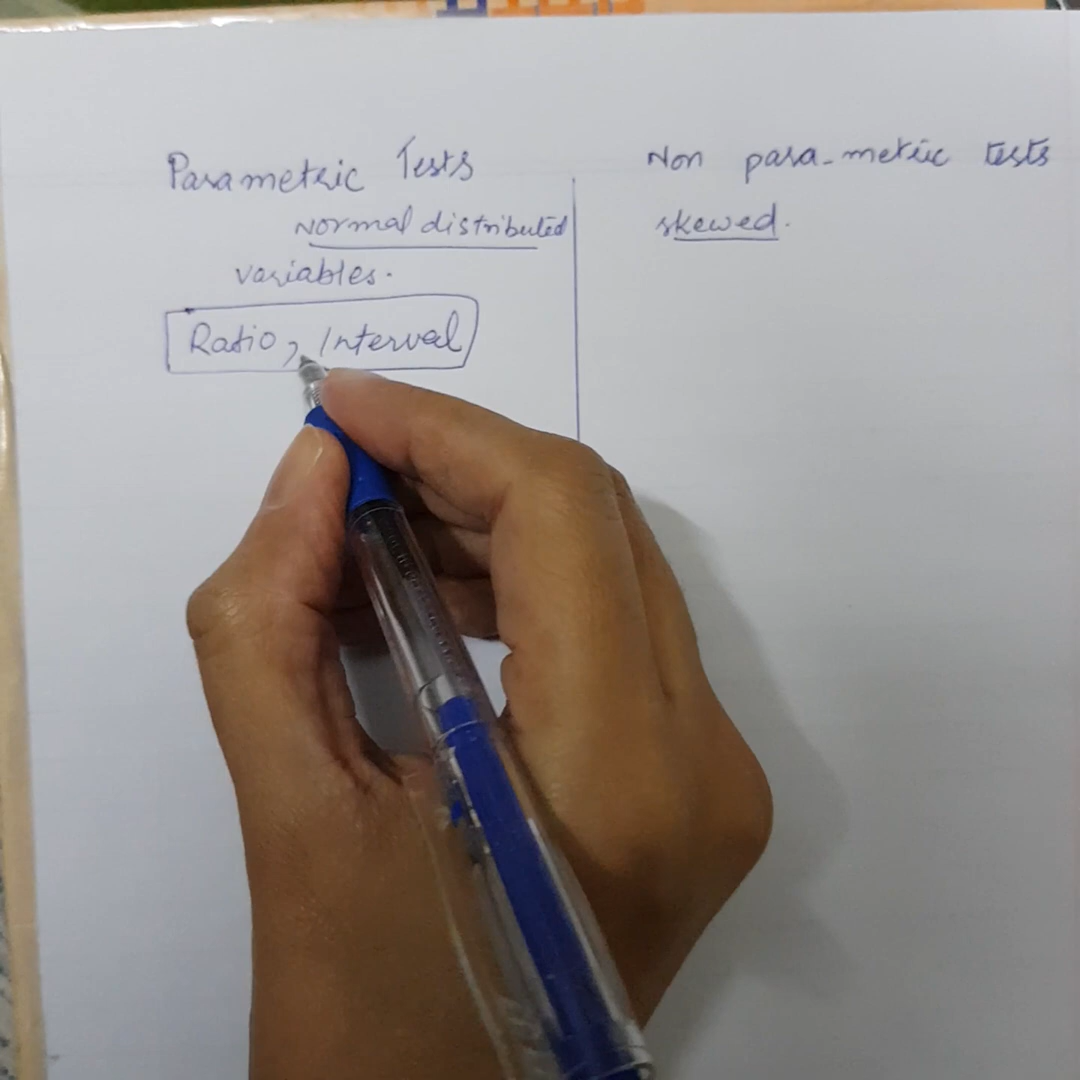 Parametric Tests
normal distributed
variables.
Ratio, Interval
Non para-metric tests
skewed.